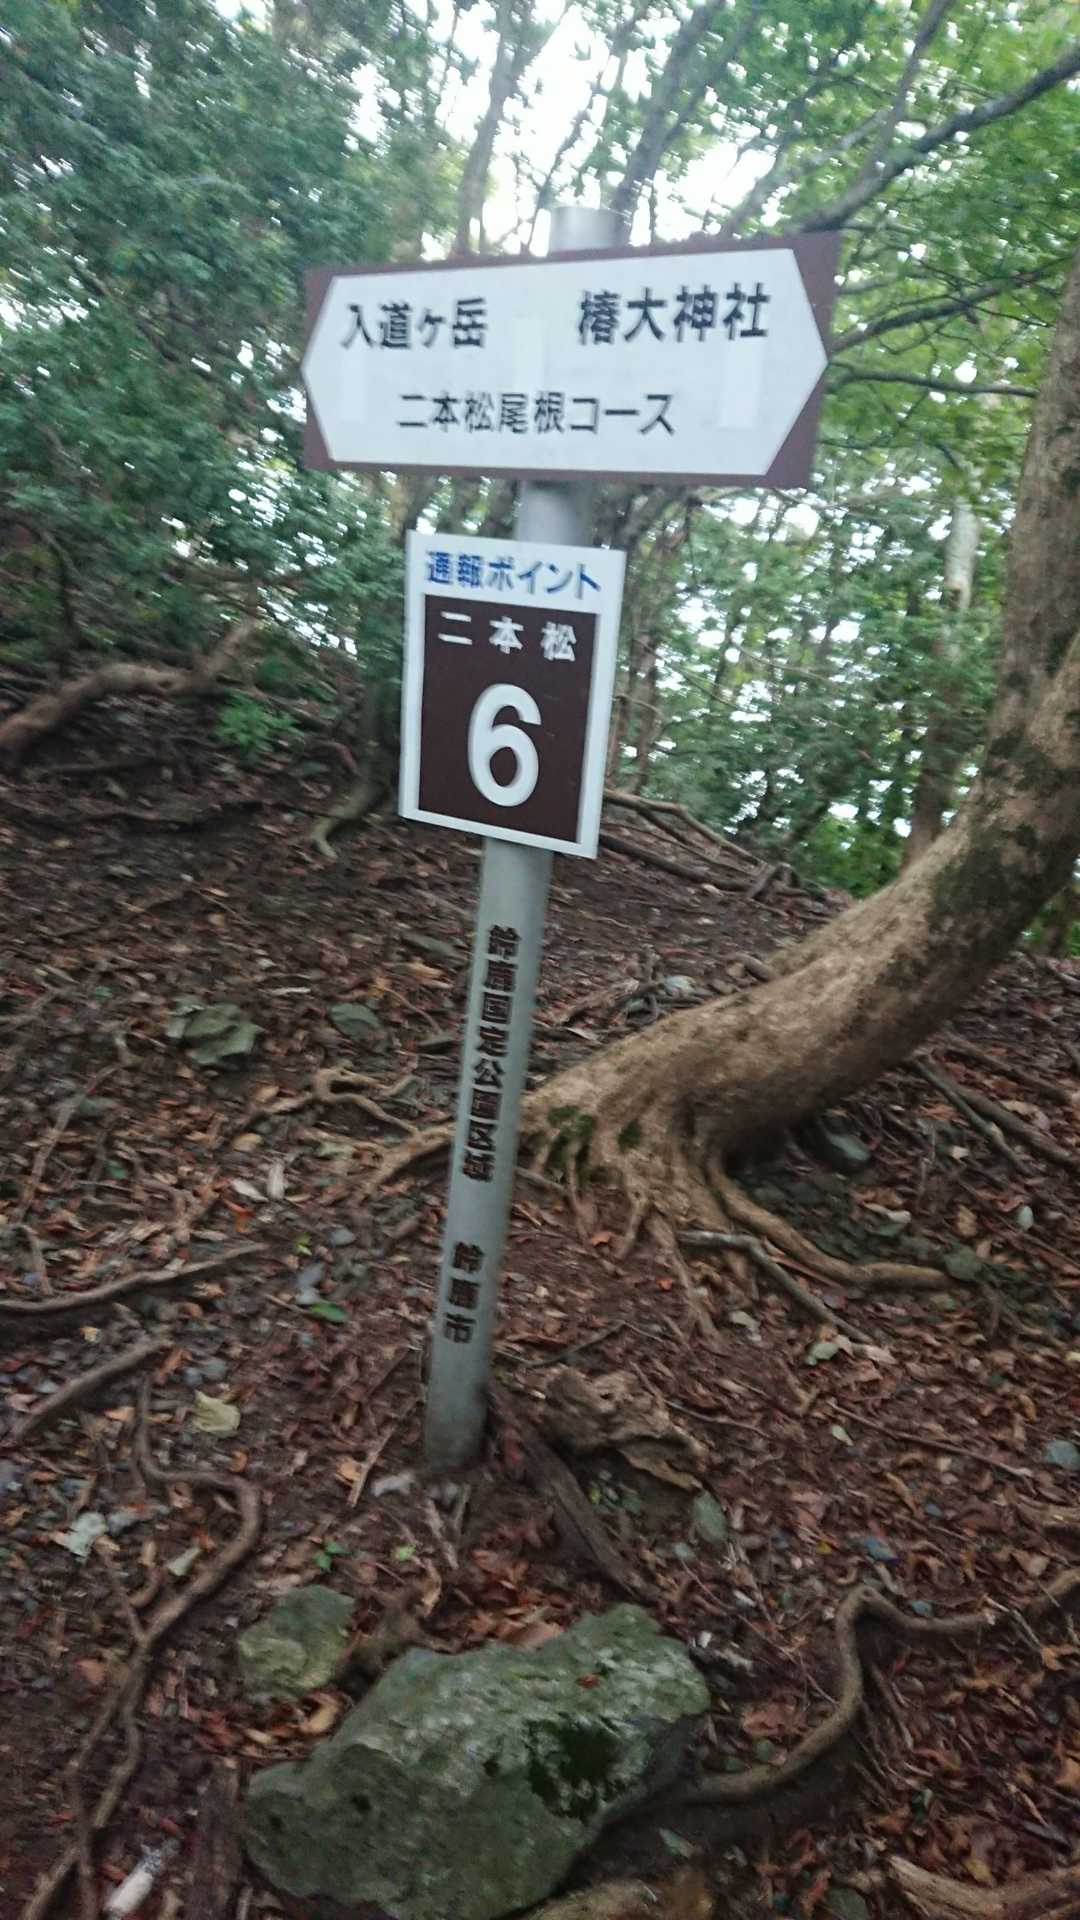 入道ヶ岳 椿大神社
二本松尾根コース
通報ポイント
二本松
6
鈴鹿国定公園区域 鈴鹿市